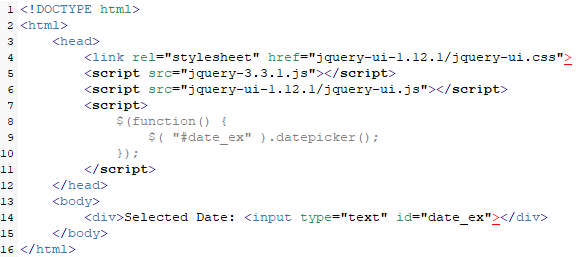 1 <!DOCTYPE html>
2 <html>
3 <head>
4 <link rel="stylesheet" href="jquery-ui-1.12.1/jquery-ui.css">
5 <script src="jquery-3.3.1.js"></script>
6 <script src="jquery-ui-1.12.1/jquery-ui.js"></script>
7 <script>
8 $(function() {
9 $( "#date_ex" ).datepicker();
10 });
11 </script>
12 </head>
13 <body>
14 <div>Selected Date: <input type="text" id="date_ex"></div>
15 </body>
16 </html>